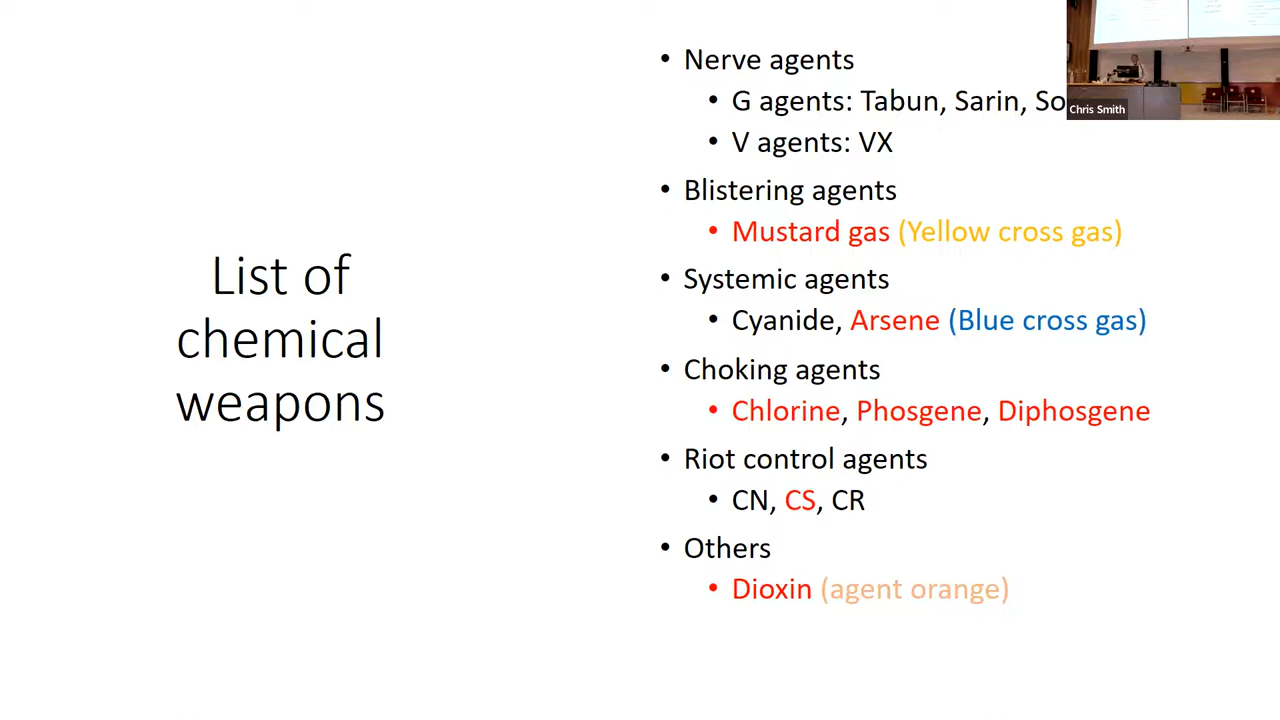 List of
chemical
weapons
• Nerve agents
• G agents: Tabun, Sarin,
• V agents: VX
• Blistering agents
• Mustard gas (Yellow cross gas)
• Systemic agents
• Cyanide, Arsene (Blue cross gas)
• Choking agents
• Chlorine, Phosgene, Diphosgene
• Riot control agents
• CN, CS, CR
• Others
• Dioxin (agent orange)
Chris Smith